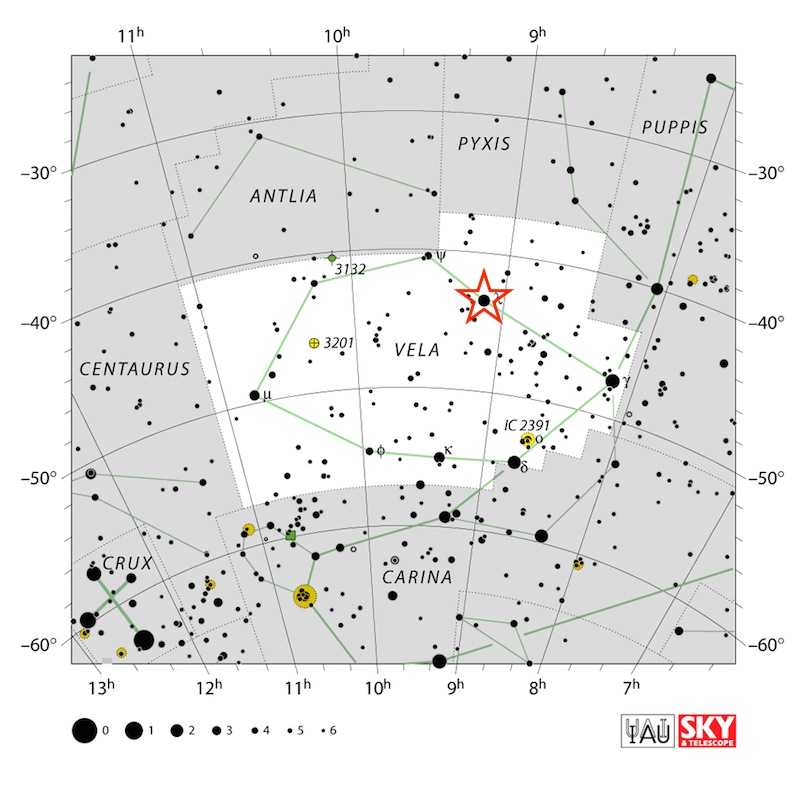 11h 10h 9h
PUPPIS
PYXIS
–30° –30°
ANTLIA
ψ
3132
λ
–40° –40°
3201
VELA
CENTAURUS
γ
μ
IC 2391
ο
φ κ
δ
–50° –50°
CRUX
CARINA
–60° –60°
13h 12h 11h 10h 9h 8h 7h
0 1 2 3 4 5 6
IAU
SKY
& TELESCOPE